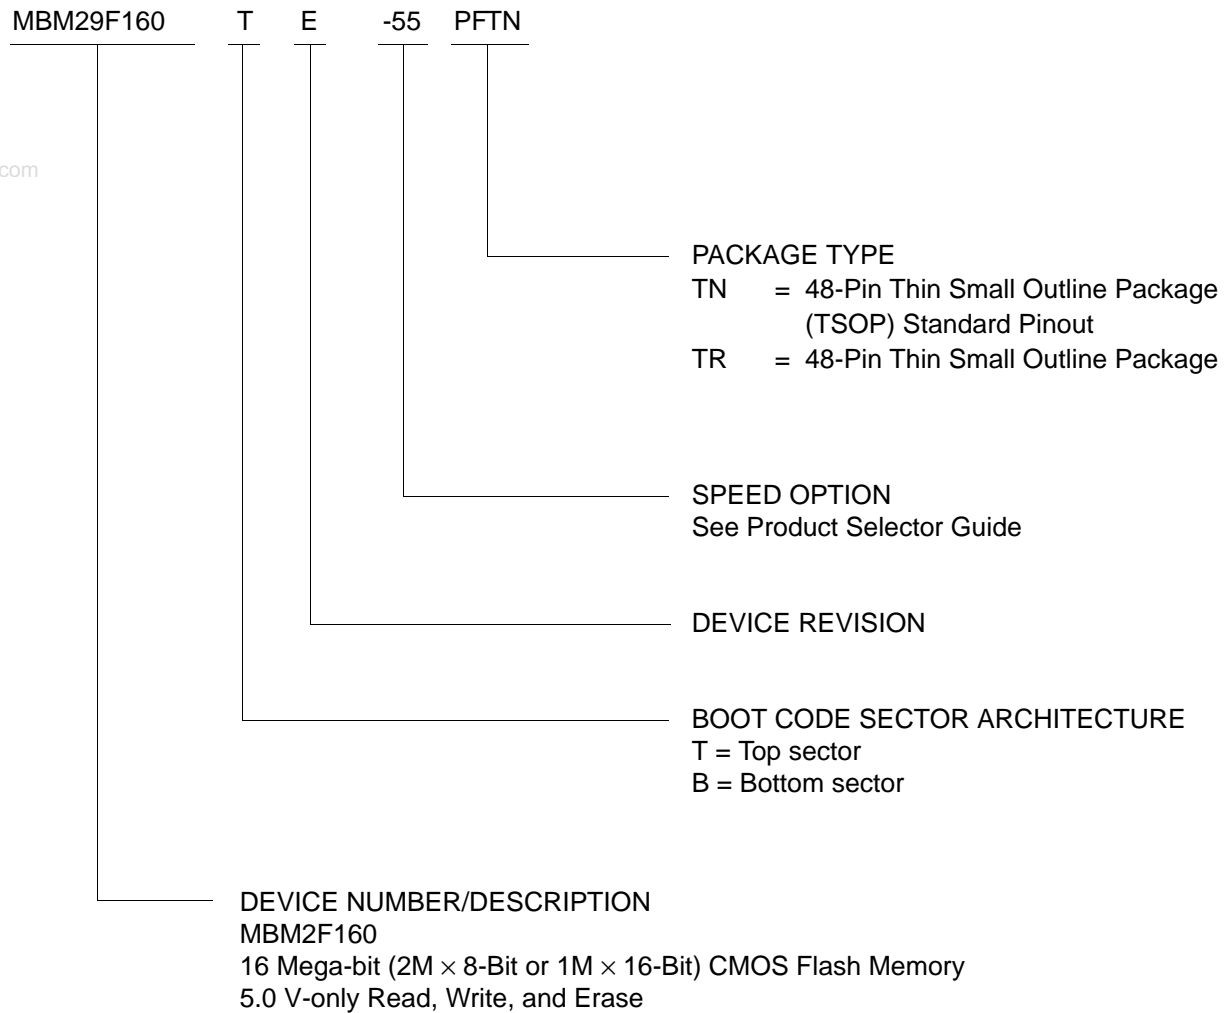 MBM29F160 T E -55 PFTN
com
PACKAGE TYPE
TN = 48-Pin Thin Small Outline Package
(TSOP) Standard Pinout
TR = 48-Pin Thin Small Outline Package
SPEED OPTION
See Product Selector Guide
DEVICE REVISION
BOOT CODE SECTOR ARCHITECTURE
T = Top sector
B = Bottom sector
DEVICE NUMBER/DESCRIPTION
MBM2F160
16 Mega-bit (2M × 8-Bit or 1M × 16-Bit) CMOS Flash Memory
5.0 V-only Read, Write, and Erase